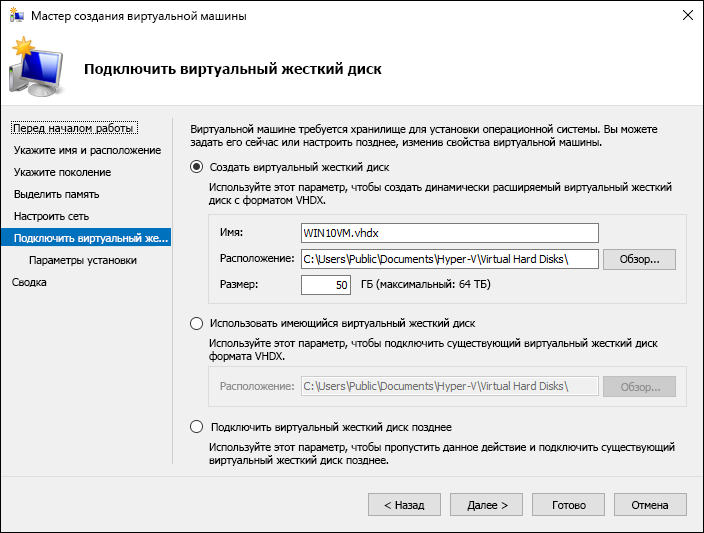 Мастер создания виртуальной машины
Подключить виртуальный жесткий диск
Перед началом работы
Укажите имя и расположение
Укажите поколение
Выделить память
Настроить сеть
Подключить виртуальный же...
Параметры установки
Сводка
Виртуальной машине требуется хранилище для установки операционной системы. Вы можете
задать его сейчас или настроить позднее, изменив свойства виртуальной машины.
Создать виртуальный жесткий диск
Используйте этот параметр, чтобы создать динамически расширяемый виртуальный жесткий
диск с форматом VHDX.
Имя: WIN10VM.vhdx
Расположение: C:\Users\Public\Documents\Hyper-V\Virtual Hard Disks\ Обзор...
Размер: 50 ГБ (максимальный: 64 ТБ)
Использовать имеющийся виртуальный жесткий диск
Используйте этот параметр, чтобы подключить существующий виртуальный жесткий диск
формата VHDX.
Расположение: C:\Users\Public\Documents\Hyper-V\Virtual Hard Disks\ Обзор...
Подключить виртуальный жесткий диск позднее
Используйте этот параметр, чтобы пропустить данное действие и подключить существующий
виртуальный жесткий диск позднее.
< Назад Далее > Готово Отмена